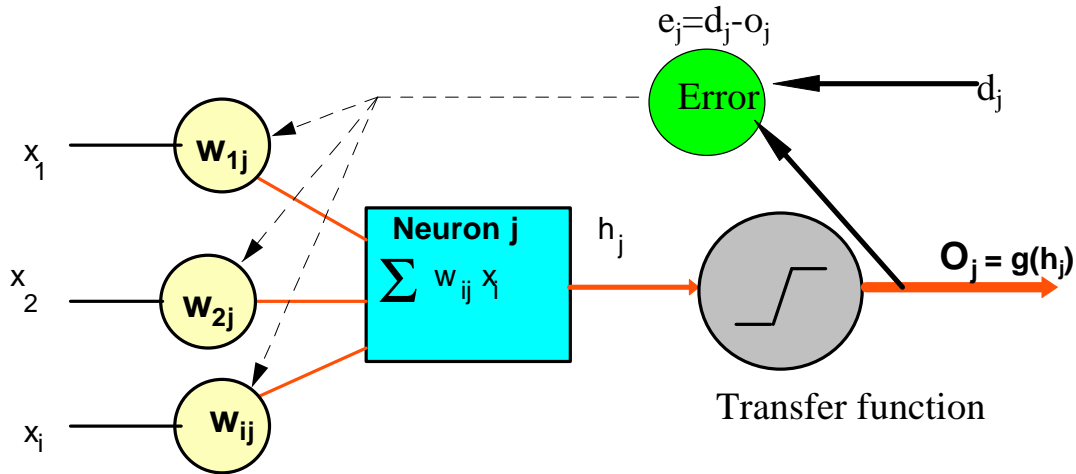 eⱼ=dⱼ-oⱼ
Error
dⱼ
x₁
w₁ⱼ
Neuron j
∑ wᵢⱼ xᵢ
hⱼ
Oⱼ = g(hⱼ)
x₂
w₂ⱼ
Transfer function
xᵢ
wᵢⱼ